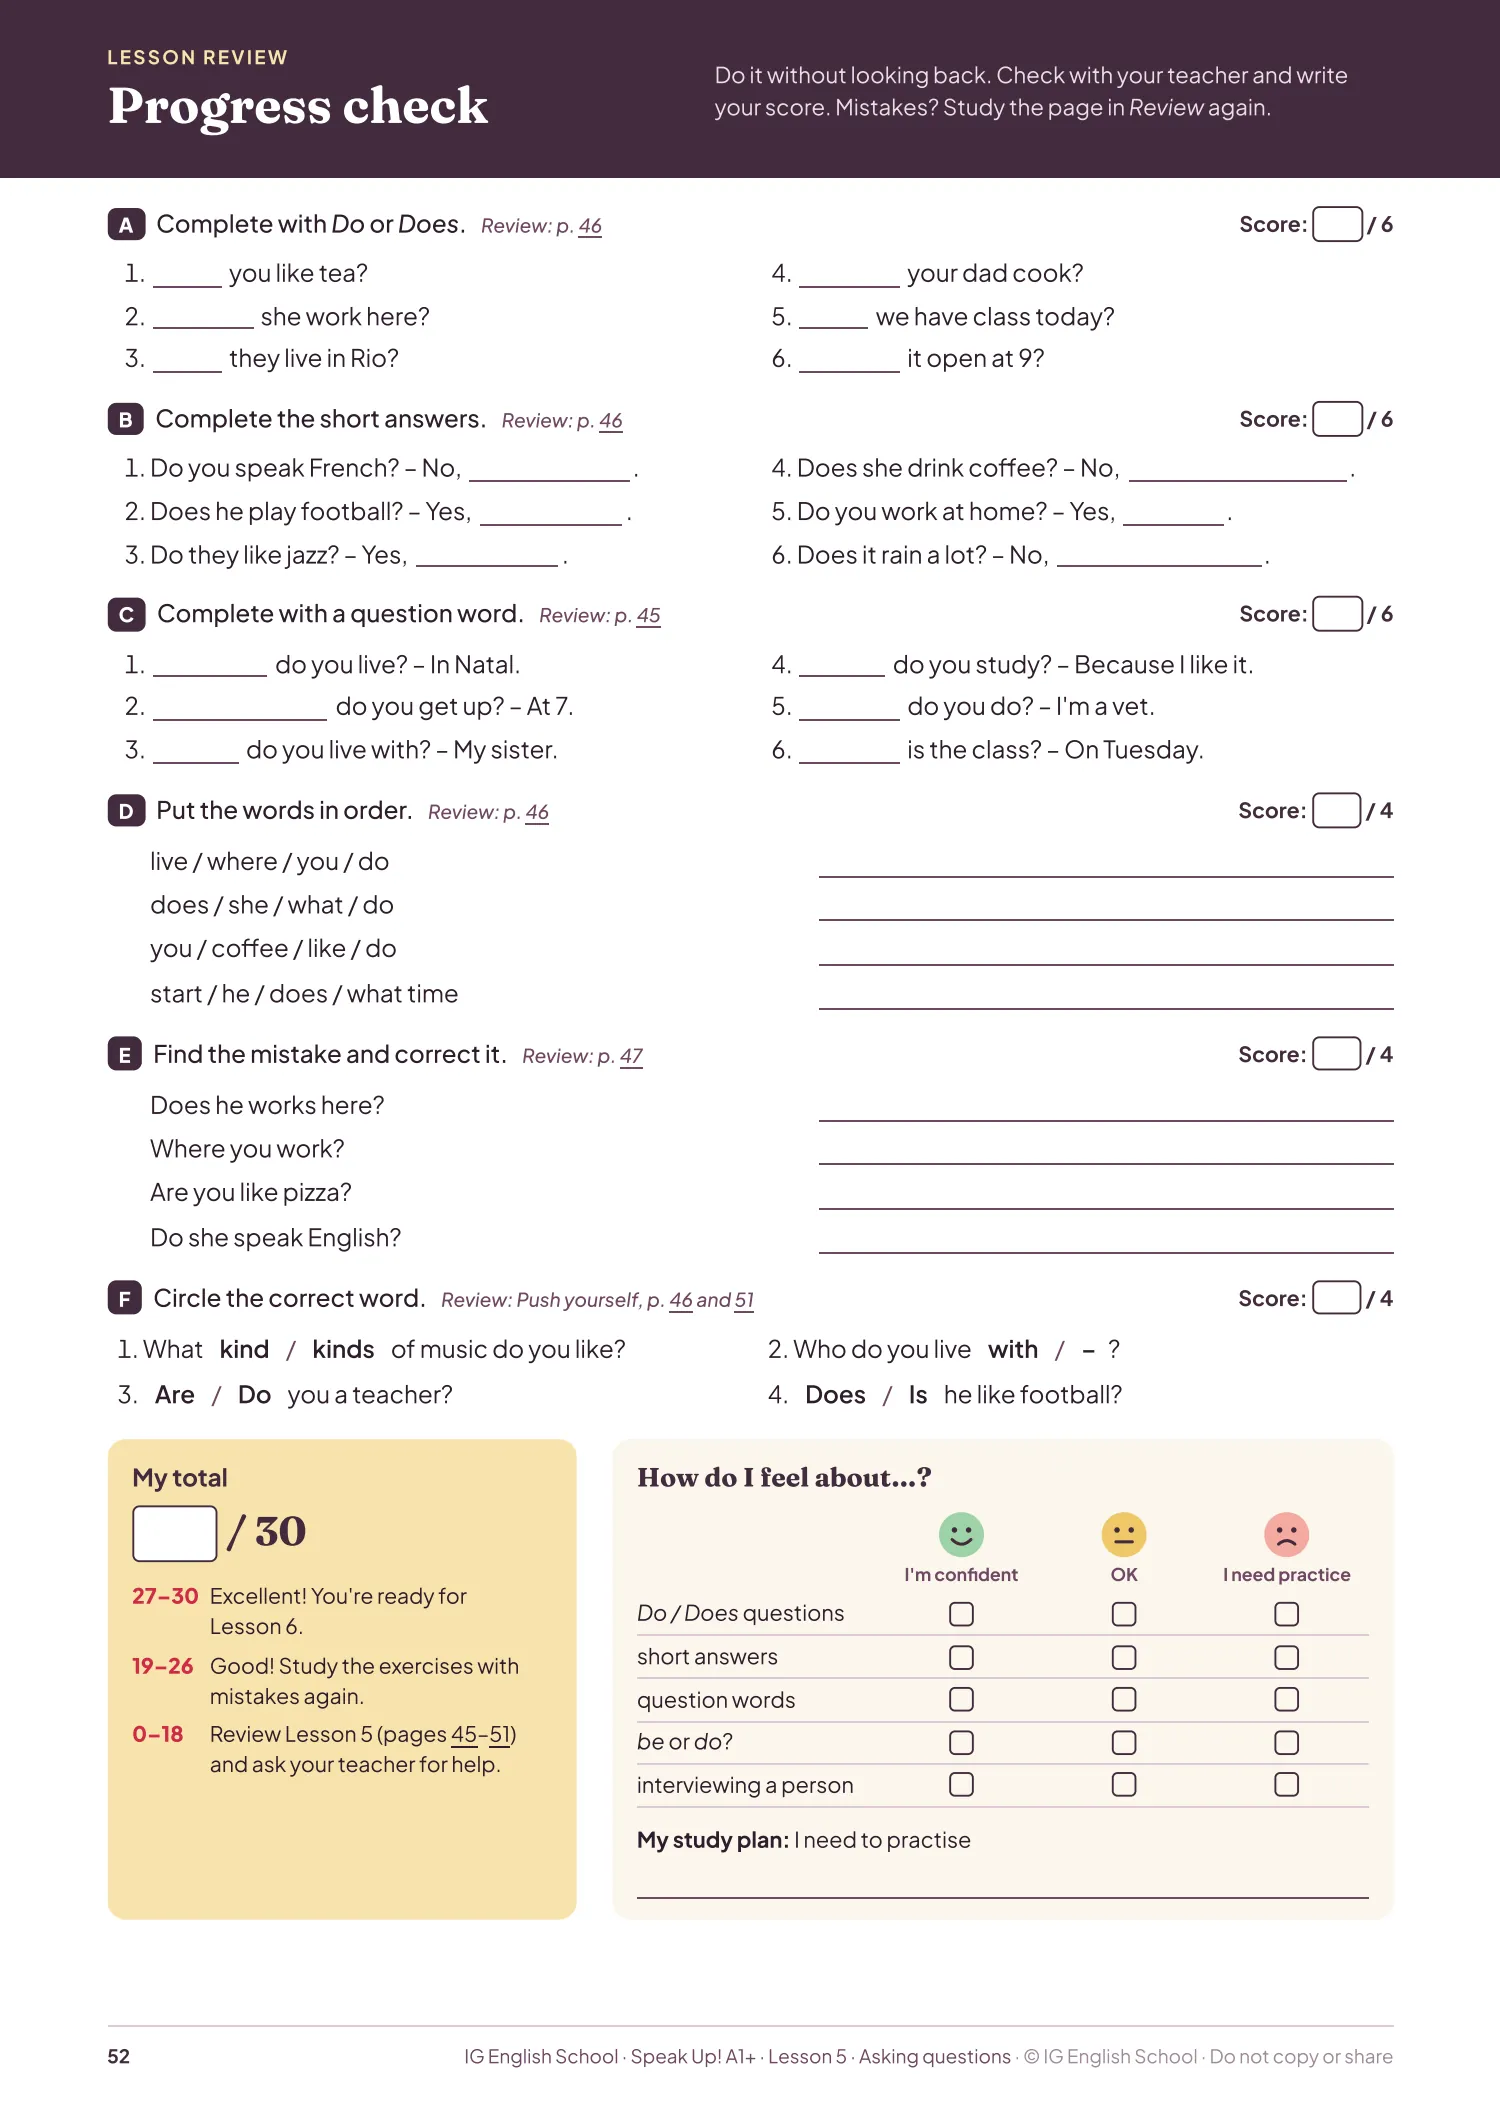 LESSON REVIEW
Progress check
Do it without looking back. Check with your teacher and write
your score. Mistakes? Study the page in Review again.
A Complete with Do or Does. Review: p. 46 Score: / 6
1. ______ you like tea?
2. ______ she work here?
3. ______ they live in Rio?
4. ______ your dad cook?
5. ______ we have class today?
6. ______ it open at 9?
B Complete the short answers. Review: p. 46 Score: / 6
1. Do you speak French? – No, ______ .
2. Does he play football? – Yes, ______ .
3. Do they like jazz? – Yes, ______ .
4. Does she drink coffee? – No, ______ .
5. Do you work at home? – Yes, ______ .
6. Does it rain a lot? – No, ______ .
C Complete with a question word. Review: p. 45 Score: / 6
1. ______ do you live? – In Natal.
2. ______ do you get up? – At 7.
3. ______ do you live with? – My sister.
4. ______ do you study? – Because I like it.
5. ______ do you do? – I'm a vet.
6. ______ is the class? – On Tuesday.
D Put the words in order. Review: p. 46 Score: / 4
live / where / you / do
does / she / what / do
you / coffee / like / do
start / he / does / what time
E Find the mistake and correct it. Review: p. 47 Score: / 4
Does he works here?
Where you work?
Are you like pizza?
Do she speak English?
F Circle the correct word. Review: Push yourself, p. 46 and 51 Score: / 4
1. What kind / kinds of music do you like?
2. Who do you live with / – ?
3. Are / Do you a teacher?
4. Does / Is he like football?
My total
/ 30
27–30 Excellent! You're ready for
Lesson 6.
19–26 Good! Study the exercises with
mistakes again.
0–18 Review Lesson 5 (pages 45–51)
and ask your teacher for help.
How do I feel about...?
I'm confident OK I need practice
Do / Does questions
short answers
question words
be or do?
interviewing a person
My study plan: I need to practise
52 IG English School · Speak Up! A1+ · Lesson 5 · Asking questions · © IG English School · Do not copy or share